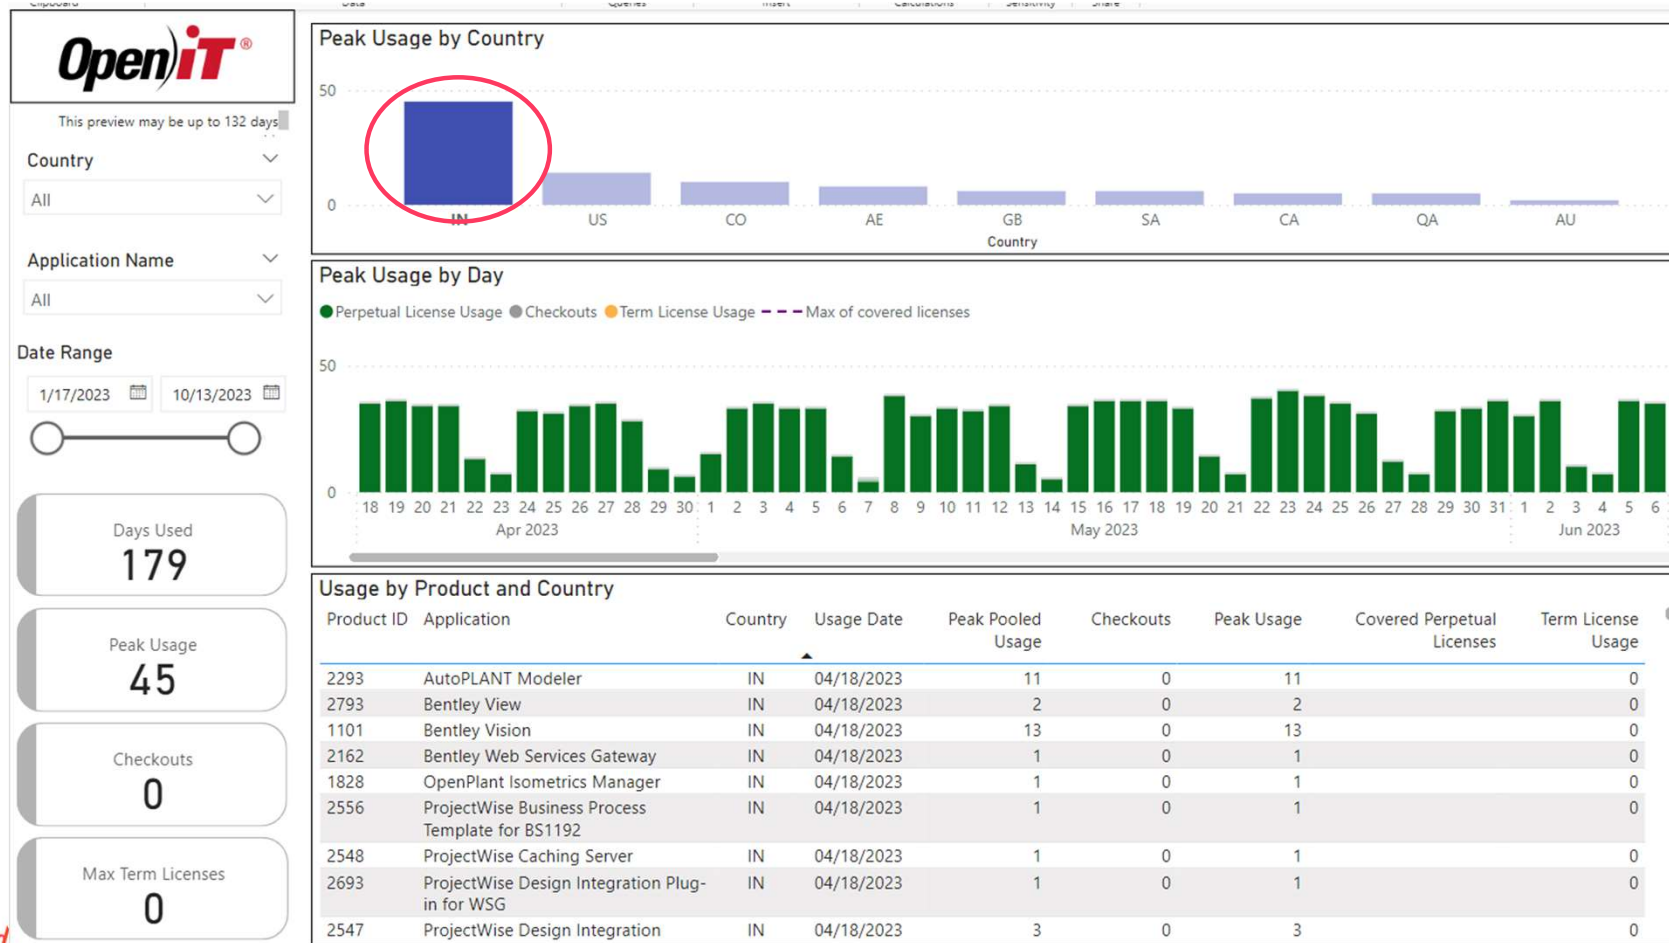 Clipboard
Data
Queries
Insert
Calculations
Sensitivity
Share
OpeniT®
This preview may be up to 132 days
Country
All
Application Name
All
Date Range
1/17/2023 10/13/2023
Days Used
179
Peak Usage
45
Checkouts
0
Max Term Licenses
0
Peak Usage by Country
50
0
IN US CO AE GB SA CA QA AU
Country
Peak Usage by Day
Perpetual License Usage Checkouts Term License Usage Max of covered licenses
50
0
18 19 20 21 22 23 24 25 26 27 28 29 30 1 2 3 4 5 6 7 8 9 10 11 12 13 14 15 16 17 18 19 20 21 22 23 24 25 26 27 28 29 30 31 1 2 3 4 5 6
Apr 2023 May 2023 Jun 2023
Usage by Product and Country
Product ID Application Country Usage Date Peak Pooled Usage Checkouts Peak Usage Covered Perpetual Licenses Term License Usage
2293 AutoPLANT Modeler IN 04/18/2023 11 0 11 0
2793 Bentley View IN 04/18/2023 2 0 2 0
1101 Bentley Vision IN 04/18/2023 13 0 13 0
2162 Bentley Web Services Gateway IN 04/18/2023 1 0 1 0
1828 OpenPlant Isometrics Manager IN 04/18/2023 1 0 1 0
2556 ProjectWise Business Process IN 04/18/2023 1 0 1 0
Template for BS1192
2548 ProjectWise Caching Server IN 04/18/2023 1 0 1 0
2693 ProjectWise Design Integration Plug- IN 04/18/2023 1 0 1 0
in for WSG
2547 ProjectWise Design Integration IN 04/18/2023 3 0 3 0